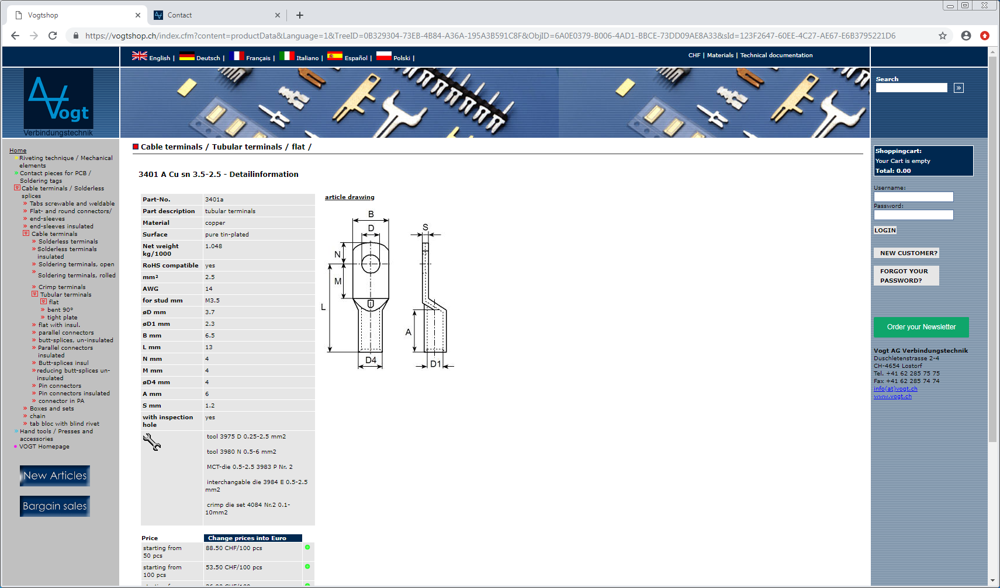 Vogtshop
Contact
https://vogtshop.ch/index.cfm?content=productData&Language=1&TreeID=0B329304-73EB-4B84-A36A-195A3B591C8F&ObjID=6A0E0379-B006-4AD1-BBCE-73DD09AE8A33&sId=123F2647-60EE-4C27-AE67-E6B3795221D6
English | Deutsch | Français | Italiano | Español | Polski |
CHF | Materials | Technical documentation
Vogt
Verbindungstechnik
Search
Home
Riveting technique / Mechanical
elements
Contact pieces for PCB /
Soldering tags
Cable terminals / Solderless
splices
Tabs screwable and weldable
Flat- and round connectors/
end-sleeves
end-sleeves insulated
Cable terminals
Solderless terminals
Solderless terminals
insulated
Soldering terminals, open
Soldering terminals, rolled
Crimp terminals
Tubular terminals
flat
bent 90°
tight plate
flat with insul.
parallel connectors
butt-splices, un-insulated
Parallel connectors
insulated
Butt-splices insul
reducing butt-splices un-
insulated
Pin connectors
Pin connectors insulated
connector in PA
Boxes and sets
chain
tab bloc with blind rivet
Hand tools / Presses and
accessories
VOGT Homepage
New Articles
Bargain sales
Cable terminals / Tubular terminals / flat /
3401 A Cu sn 3.5-2.5 - Detailinformation
Part-No. 3401a
Part description tubular terminals
Material copper
Surface pure tin-plated
Net weight 1.048
kg/1000
RoHS compatible yes
mm² 2.5
AWG 14
for stud mm M3.5
øD mm 3.7
øD1 mm 2.3
B mm 6.5
L mm 13
N mm 4
M mm 4
øD4 mm 4
A mm 6
S mm 1.2
with inspection yes
hole
tool 3975 D 0.25-2.5 mm2
tool 3980 N 0.5-6 mm2
MCT-die 0.5-2.5 3983 P Nr. 2
interchangable die 3984 E 0.5-2.5
mm2
crimp die set 4084 Nr.2 0.1-
10mm2
Price Change prices into Euro
starting from 88.50 CHF/100 pcs
50 pcs
starting from 53.50 CHF/100 pcs
100 pcs
article drawing
B
D
S
N
M
L
A
D4
D1
Shoppingcart:
Your Cart is empty
Total: 0.00
Username:
Password:
LOGIN
NEW CUSTOMER?
FORGOT YOUR
PASSWORD?
Order your Newsletter
Vogt AG Verbindungstechnik
Duschletenstrasse 2-4
CH-4654 Lostorf
Tel. +41 62 285 75 75
Fax +41 62 285 74 74
info(at)vogt.ch
www.vogt.ch